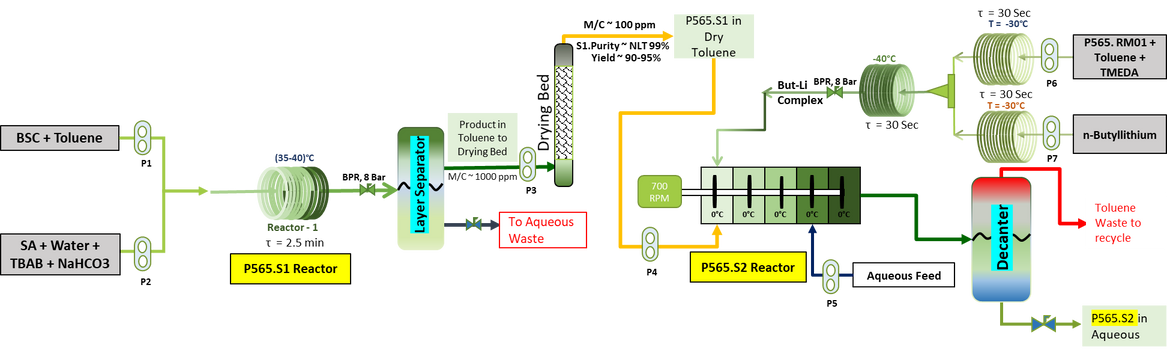 BSC + Toluene
P1
SA + Water +
TBAB + NaHCO3
P2
(35-40)°C
Reactor - 1
τ = 2.5 min
P565.S1 Reactor
BPR, 8 Bar
Layer Separator
Product in
Toluene to
Drying Bed
M/C ~ 1000 ppm
P3
To Aqueous
Waste
Drying Bed
M/C ~ 100 ppm
S1.Purity ~ NLT 99%
Yield ~ 90-95%
P565.S1 in
Dry
Toluene
P4
700
RPM
0°C
0°C
0°C
0°C
0°C
P565.S2 Reactor
P5
Aqueous Feed
But-Li
Complex
BPR, 8 Bar
-40°C
τ = 30 Sec
τ = 30 Sec
T = -30°C
τ = 30 Sec
T = -30°C
P6
P565. RM01 +
Toluene +
TMEDA
τ = 30 Sec
P7
n-Butyllithium
Decanter
Toluene
Waste to
recycle
P565.S2 in
Aqueous